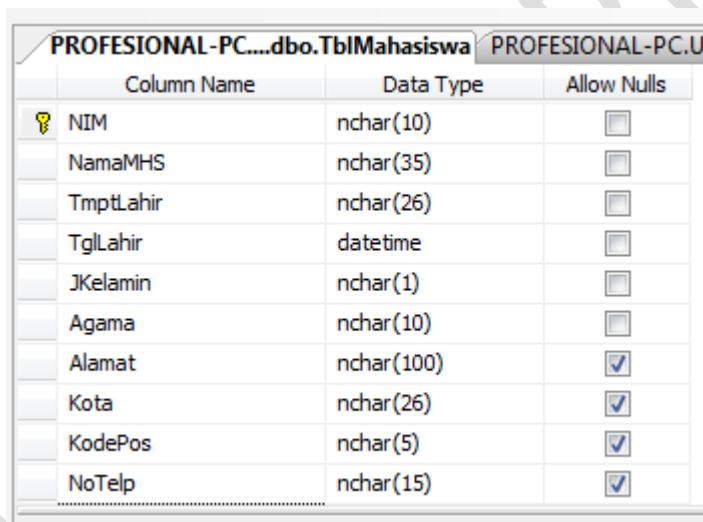 PROFESIONAL-PC....dbo.TblMahasiswa PROFESIONAL-PC.U
Column Name Data Type Allow Nulls
NIM nchar(10)
NamaMHS nchar(35)
TmptLahir nchar(26)
TglLahir datetime
JKelamin nchar(1)
Agama nchar(10)
Alamat nchar(100)
Kota nchar(26)
KodePos nchar(5)
NoTelp nchar(15)